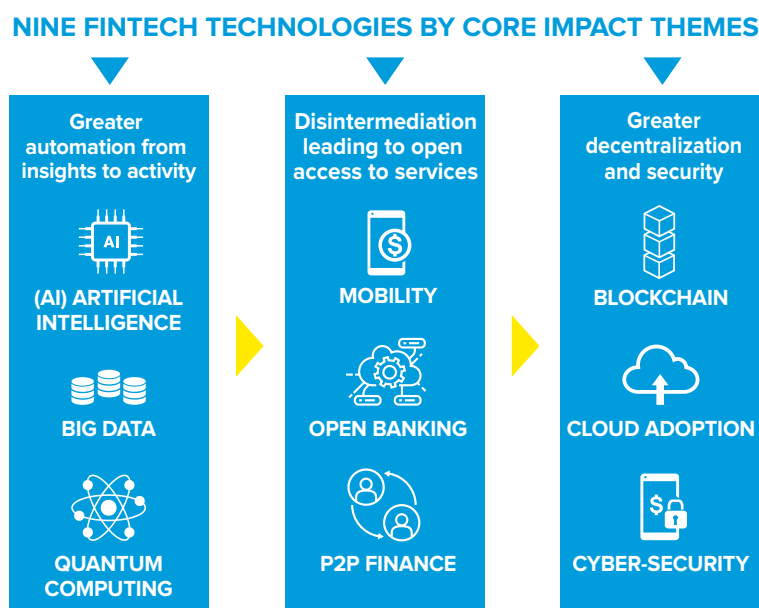 NINE FINTECH TECHNOLOGIES BY CORE IMPACT THEMES
Greater
automation from
insights to activity
AI
(AI) ARTIFICIAL
INTELLIGENCE
BIG DATA
QUANTUM
COMPUTING
Disintermediation
leading to open
access to services
$
MOBILITY
OPEN BANKING
P2P FINANCE
Greater
decentralization
and security
BLOCKCHAIN
CLOUD ADOPTION
$
CYBER-SECURITY